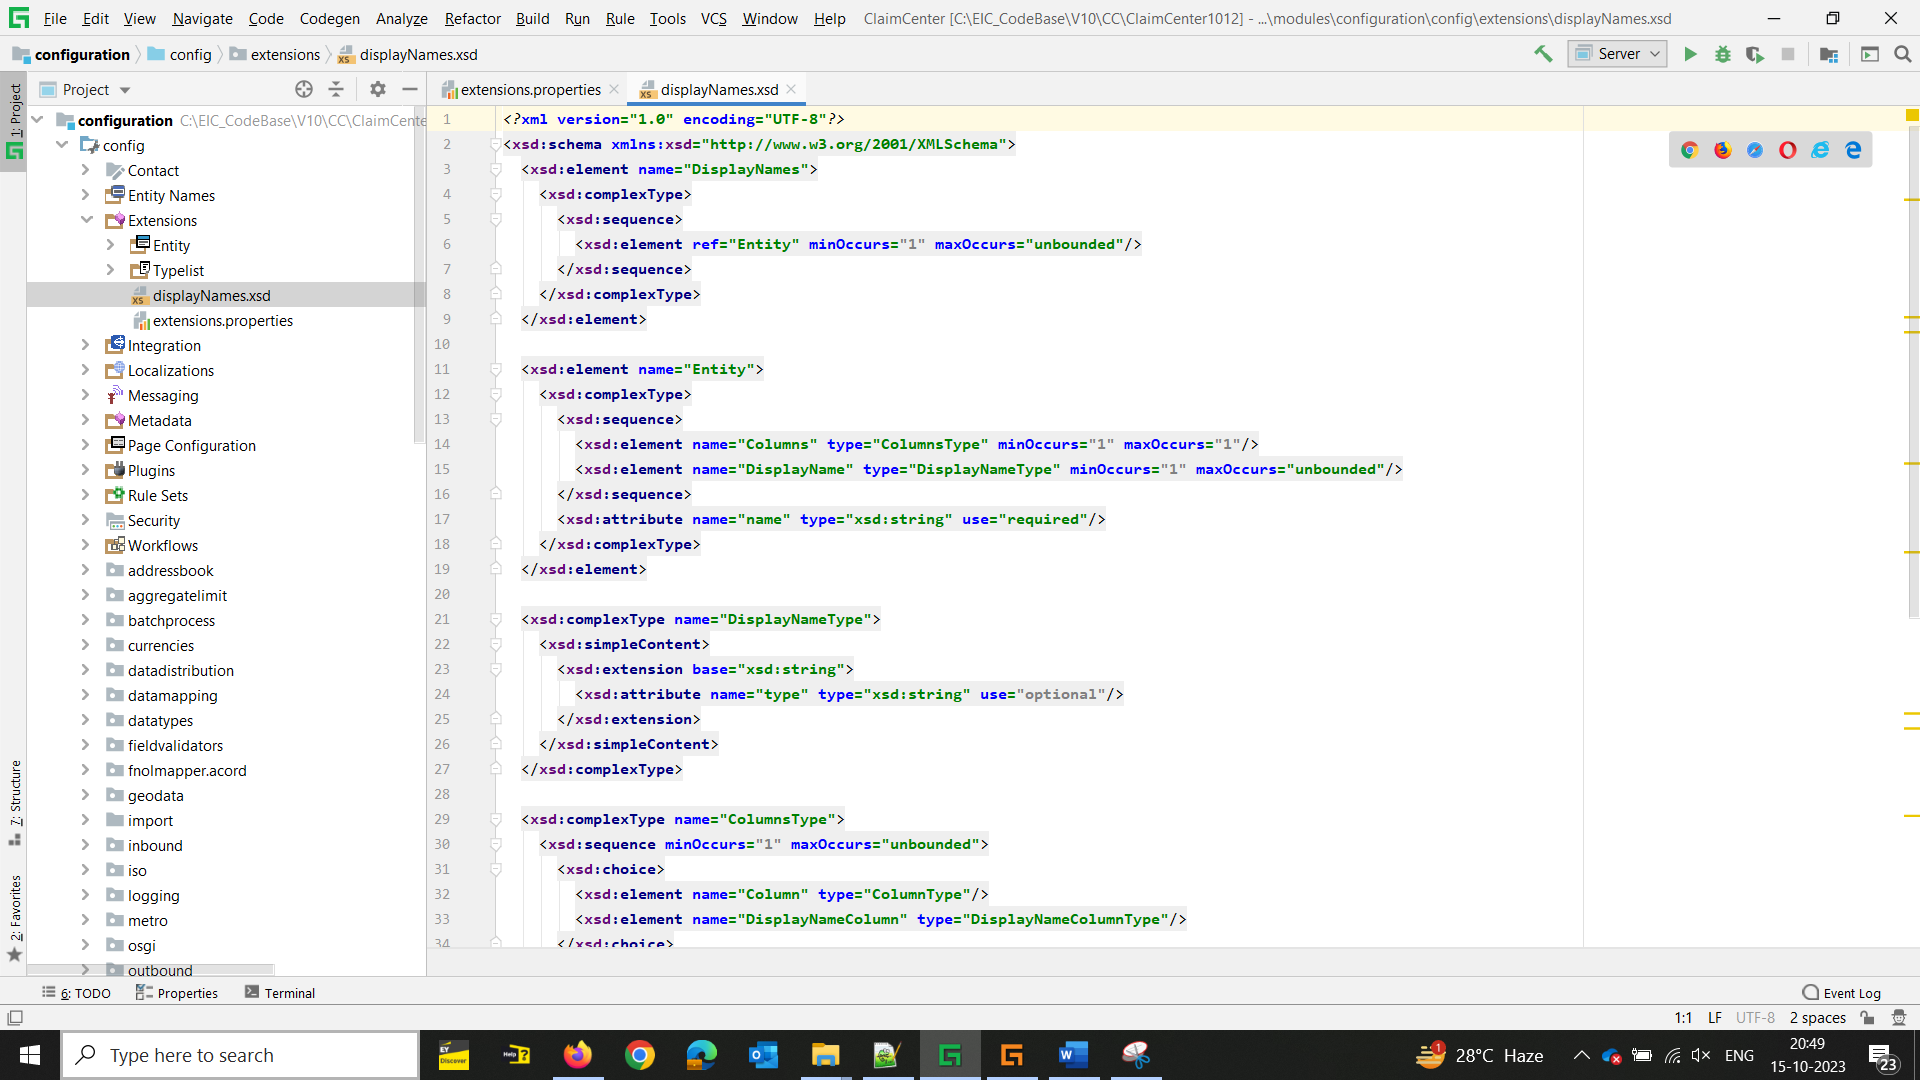 File Edit View Navigate Code Codegen Analyze Refactor Build Run Rule Tools VCS Window Help ClaimCenter [C:\EIC_CodeBase\V10\CC\ClaimCenter1012] - ...\modules\configuration\config\extensions\displayNames.xsd
configuration config extensions displayNames.xsd
Server
1: Project
Project
extensions.properties
displayNames.xsd
configuration C:\EIC_CodeBase\V10\CC\ClaimCente
config
Contact
Entity Names
Extensions
Entity
Typelist
displayNames.xsd
extensions.properties
Integration
Localizations
Messaging
Metadata
Page Configuration
Plugins
Rule Sets
Security
Workflows
addressbook
aggregatelimit
batchprocess
currencies
datadistribution
datamapping
datatypes
fieldvalidators
fnolmapper.acord
geodata
import
inbound
iso
logging
metro
osgi
outbound
7: Structure
2: Favorites
1 <?xml version="1.0" encoding="UTF-8"?>
2 <xsd:schema xmlns:xsd="http://www.w3.org/2001/XMLSchema">
3 <xsd:element name="DisplayNames">
4 <xsd:complexType>
5 <xsd:sequence>
6 <xsd:element ref="Entity" minOccurs="1" maxOccurs="unbounded"/>
7 </xsd:sequence>
8 </xsd:complexType>
9 </xsd:element>
10
11 <xsd:element name="Entity">
12 <xsd:complexType>
13 <xsd:sequence>
14 <xsd:element name="Columns" type="ColumnsType" minOccurs="1" maxOccurs="1"/>
15 <xsd:element name="DisplayName" type="DisplayNameType" minOccurs="1" maxOccurs="unbounded"/>
16 </xsd:sequence>
17 <xsd:attribute name="name" type="xsd:string" use="required"/>
18 </xsd:complexType>
19 </xsd:element>
20
21 <xsd:complexType name="DisplayNameType">
22 <xsd:simpleContent>
23 <xsd:extension base="xsd:string">
24 <xsd:attribute name="type" type="xsd:string" use="optional"/>
25 </xsd:extension>
26 </xsd:simpleContent>
27 </xsd:complexType>
28
29 <xsd:complexType name="ColumnsType">
30 <xsd:sequence minOccurs="1" maxOccurs="unbounded">
31 <xsd:choice>
32 <xsd:element name="Column" type="ColumnType"/>
33 <xsd:element name="DisplayNameColumn" type="DisplayNameColumnType"/>
34 </xsd:choice>
6: TODO Properties Terminal Event Log
1:1 LF UTF-8 2 spaces
Type here to search
EY Discover
Help ?
28°C Haze
ENG
20:49
15-10-2023
23